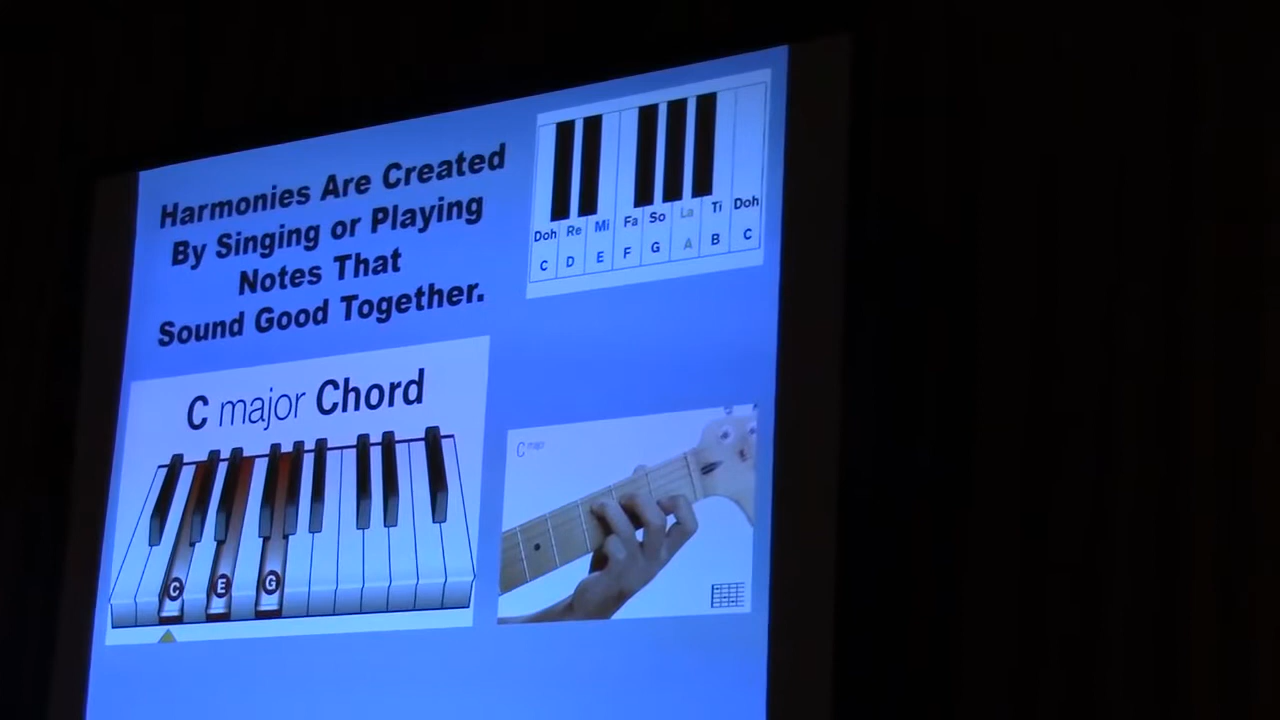 Harmonies Are Created
By Singing or Playing
Notes That
Sound Good Together.
Doh Re Mi Fa So La Ti Doh
C D E F G A B C
C major Chord
C E G
C major